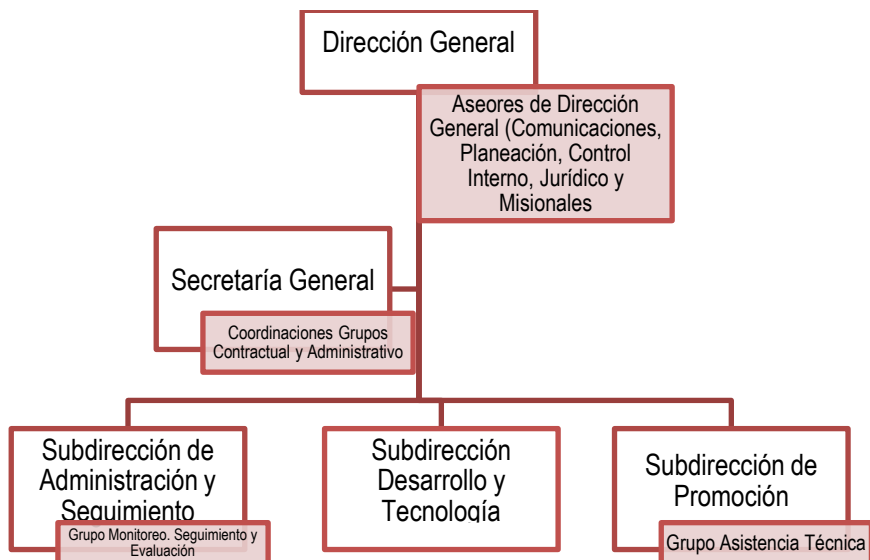 Dirección General
Aseores de Dirección
General (Comunicaciones,
Planeación, Control
Interno, Jurídico y
Misionales
Secretaría General
Coordinaciones Grupos
Contractual y Administrativo
Subdirección de
Administración y
Seguimiento
Grupo Monitoreo. Seguimiento y
Evaluación
Subdirección
Desarrollo y
Tecnología
Subdirección de
Promoción
Grupo Asistencia Técnica